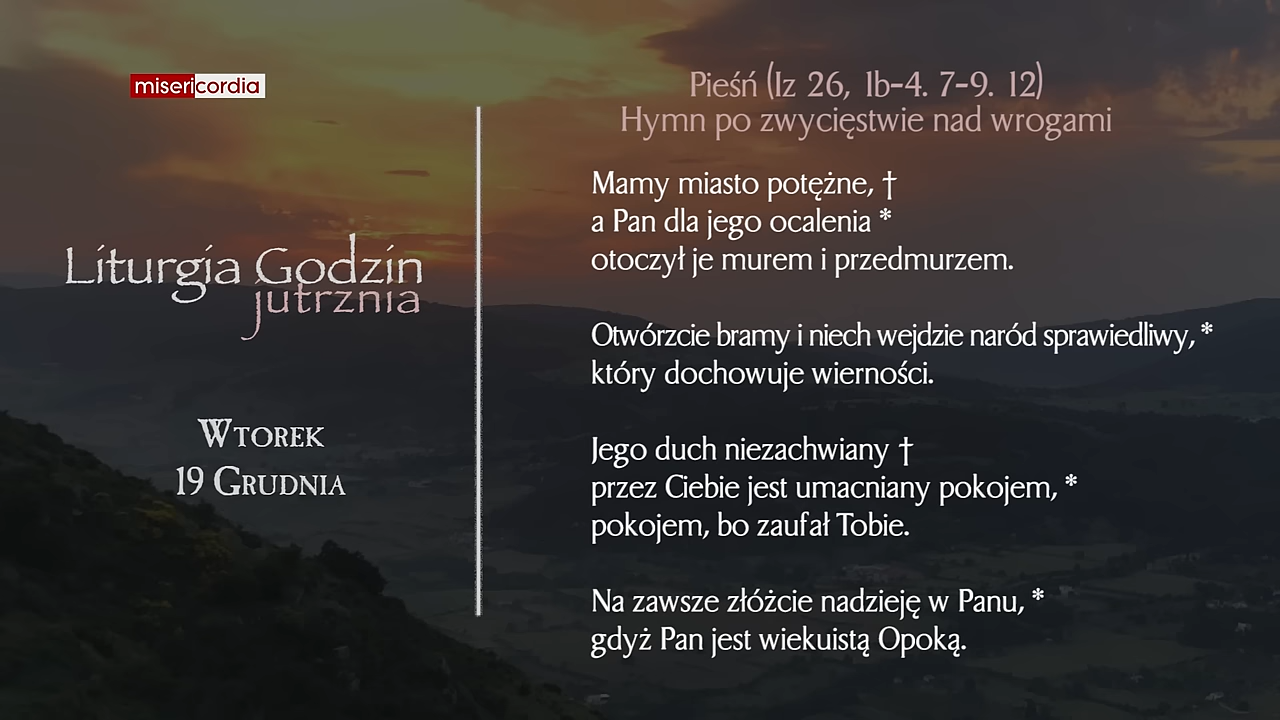 misericordia
Liturgia Godzin
jutrznia
Wtorek
19 Grudnia
Pieśń (Iz 26, 1b-4. 7-9. 12)
Hymn po zwycięstwie nad wrogami
Mamy miasto potężne, †
a Pan dla jego ocalenia *
otoczył je murem i przedmurzem.
Otwórzcie bramy i niech wejdzie naród sprawiedliwy, *
który dochowuje wierności.
Jego duch niezachwiany †
przez Ciebie jest umacniany pokojem, *
pokojem, bo zaufał Tobie.
Na zawsze złóżcie nadzieję w Panu, *
gdyż Pan jest wiekuistą Opoką.